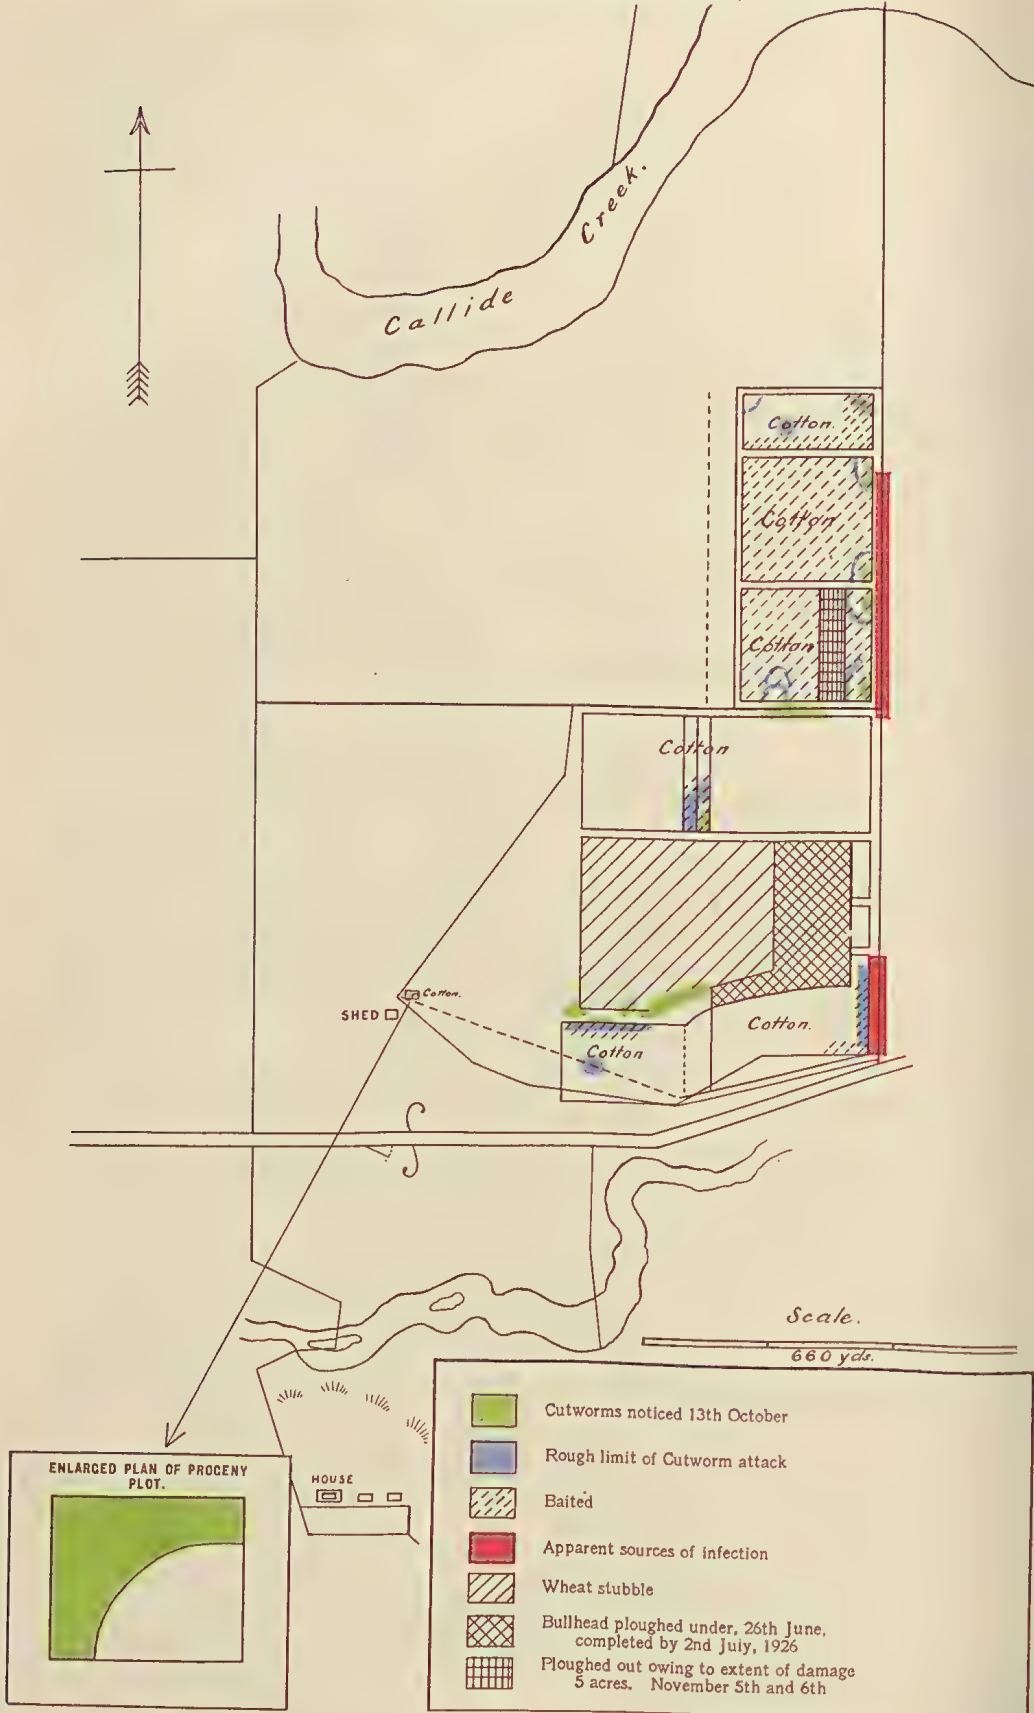 Callide Creek.
Cotton.
Cotton
Cotton
Cotton
Cotton.
SHED
Cotton.
Cotton
Scale.
660 yds.
ENLARGED PLAN OF PROGENY
PLOT.
HOUSE
Cutworms noticed 13th October
Rough limit of Cutworm attack
Baited
Apparent sources of infection
Wheat stubble
Bullhead ploughed under, 26th June,
completed by 2nd July, 1926
Ploughed out owing to extent of damage
5 acres. November 5th and 6th